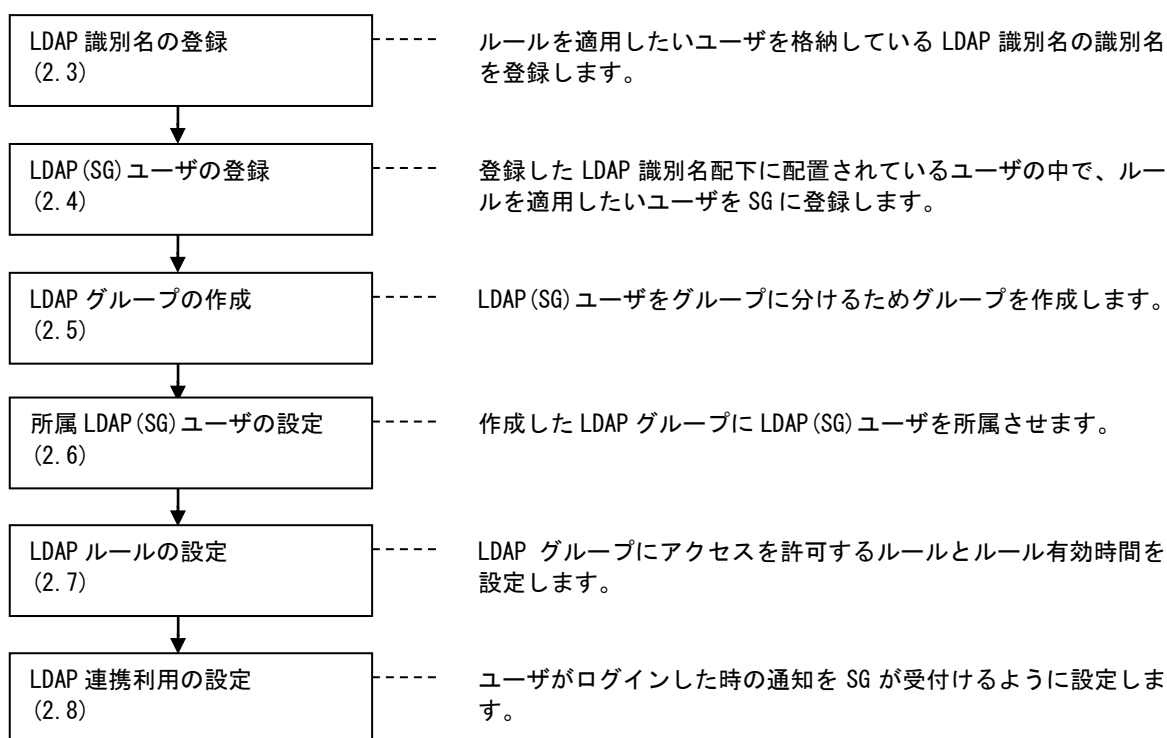 LDAP 識別名の登録
(2.3)
ルールを適用したいユーザを格納している LDAP 識別名の識別名
を登録します。
LDAP(SG)ユーザの登録
(2.4)
登録した LDAP 識別名配下に配置されているユーザの中で、ルー
ルを適用したいユーザを SG に登録します。
LDAP グループの作成
(2.5)
LDAP(SG)ユーザをグループに分けるためグループを作成します。
所属 LDAP(SG)ユーザの設定
(2.6)
作成した LDAP グループに LDAP(SG)ユーザを所属させます。
LDAP ルールの設定
(2.7)
LDAP グループにアクセスを許可するルールとルール有効時間を
設定します。
LDAP 連携利用の設定
(2.8)
ユーザがログインした時の通知を SG が受付けるように設定しま
す。